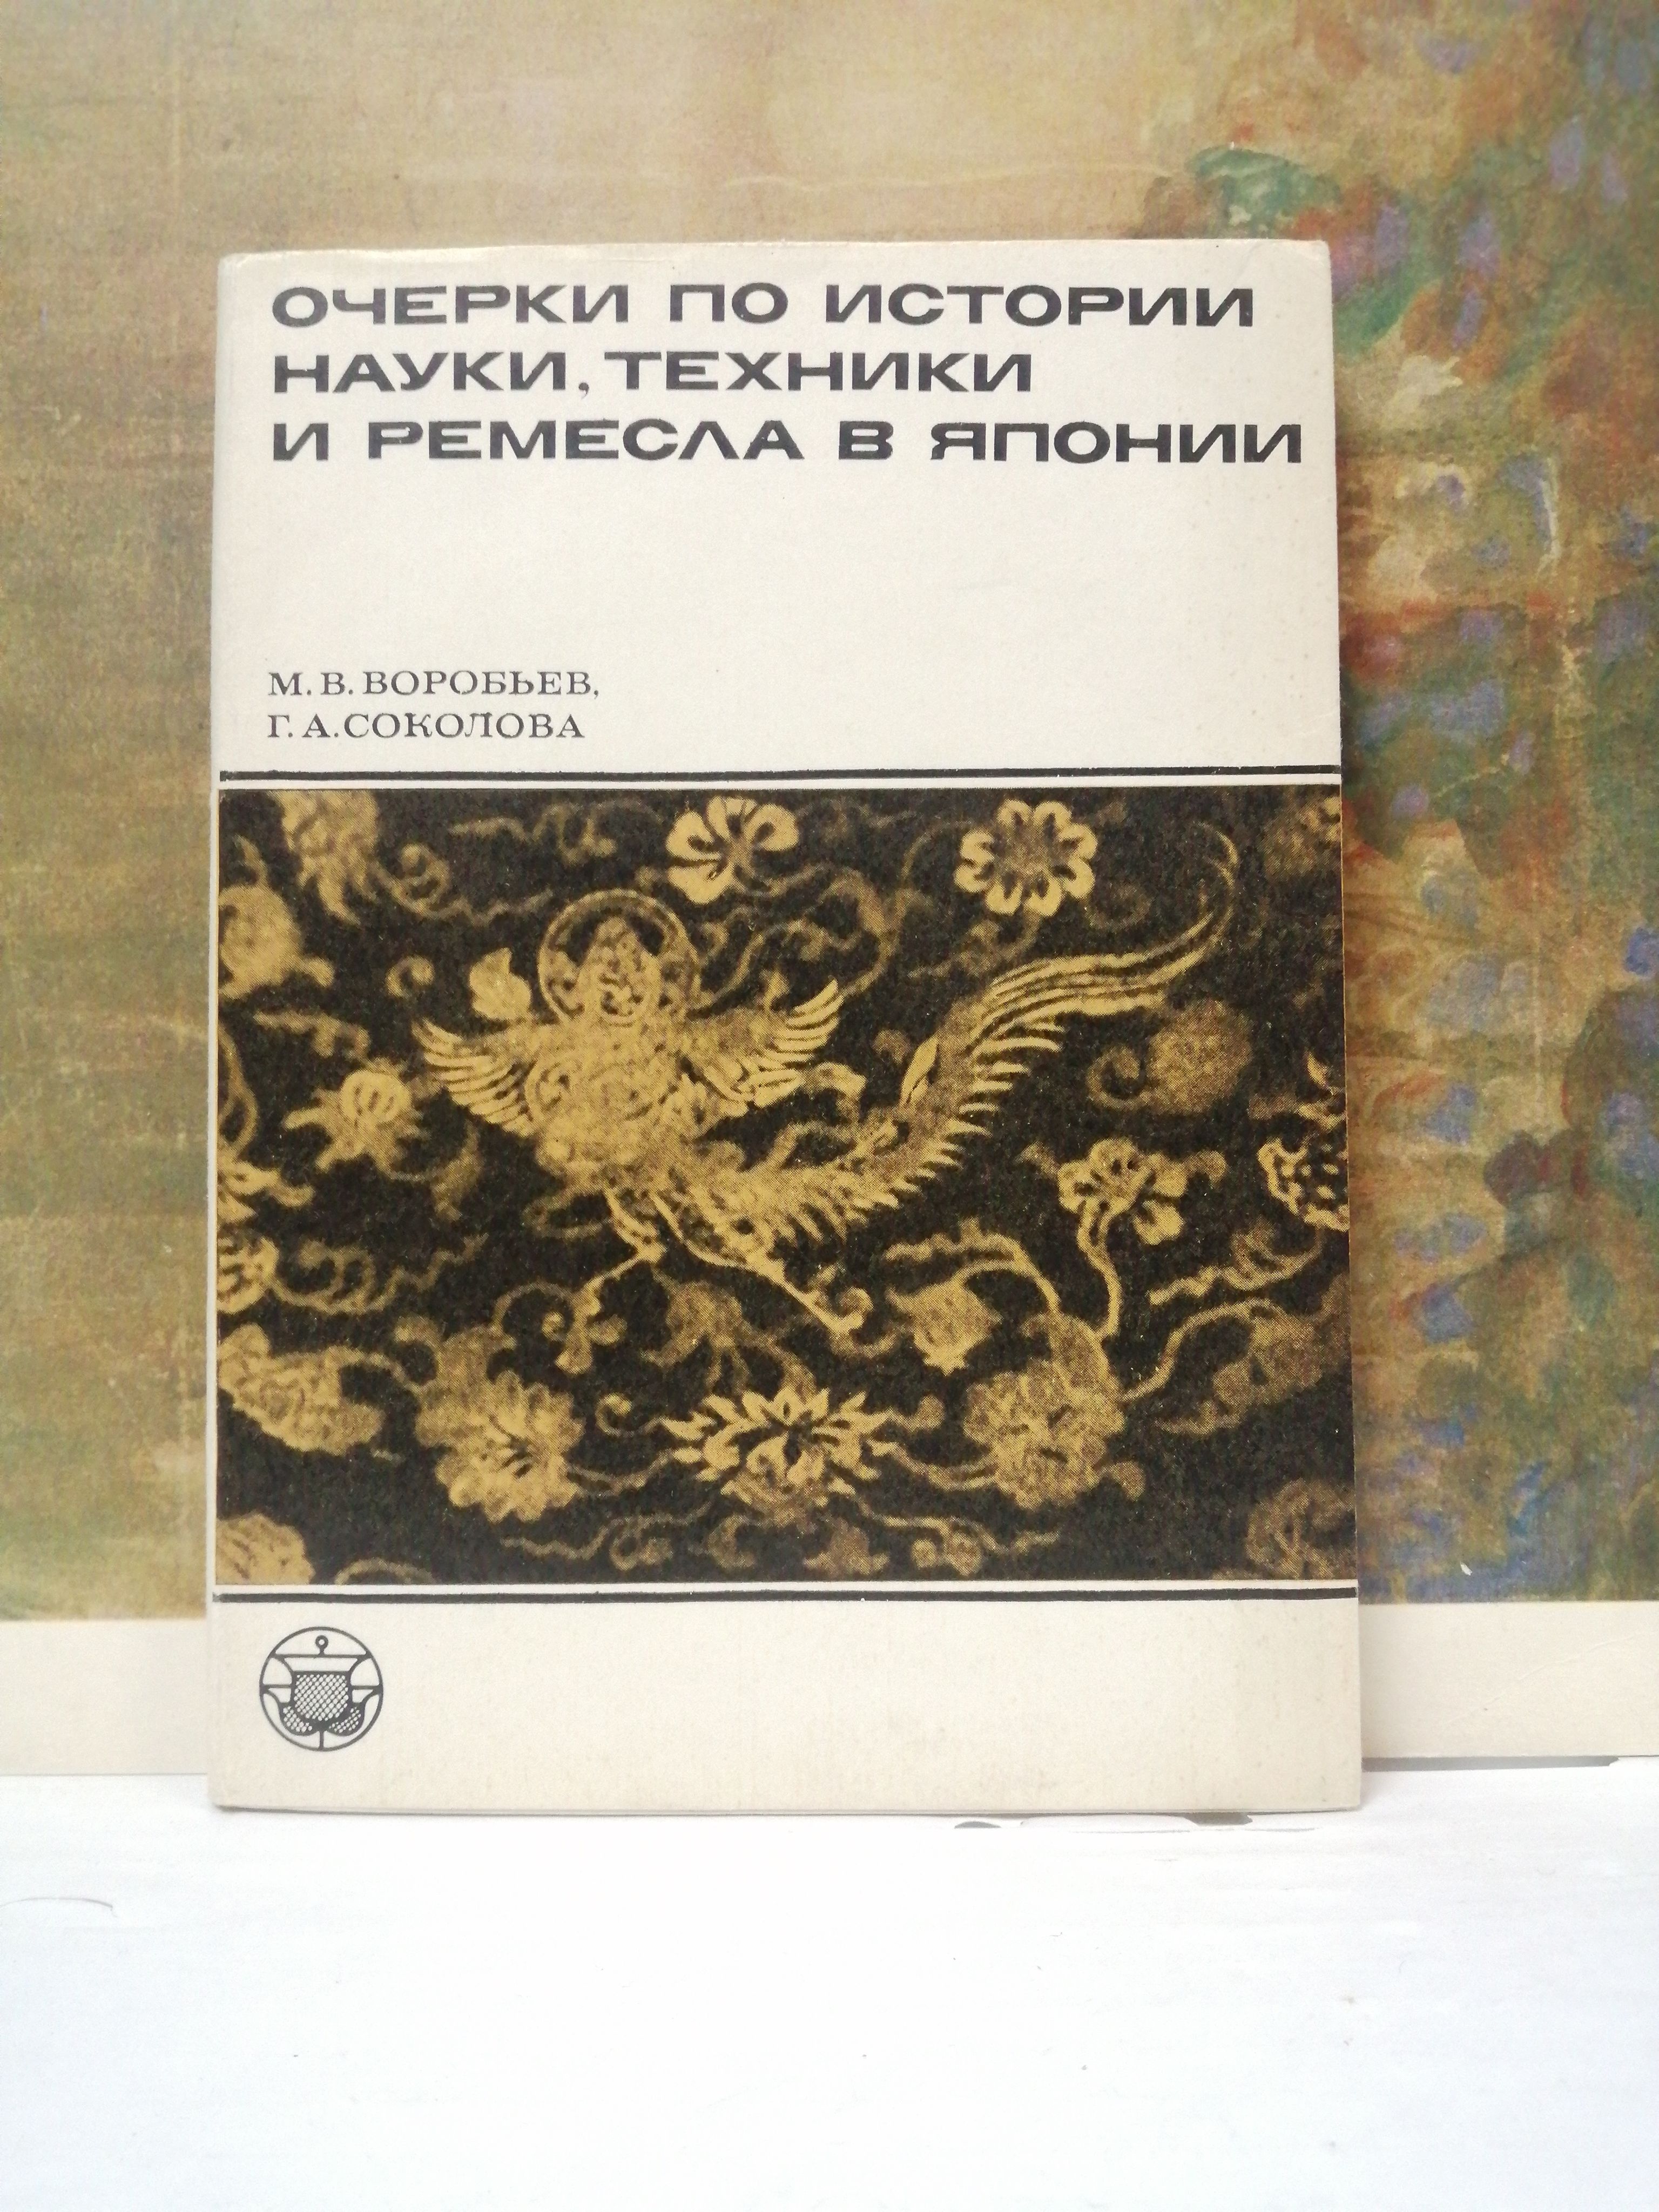 ОЧЕРКИ ПО ИСТОРИИ
НАУКИ, ТЕХНИКИ
И РЕМЕСЛА В ЯПОНИИ
М. В. ВОРОБЬЕВ,
Г. А. СОКОЛОВА